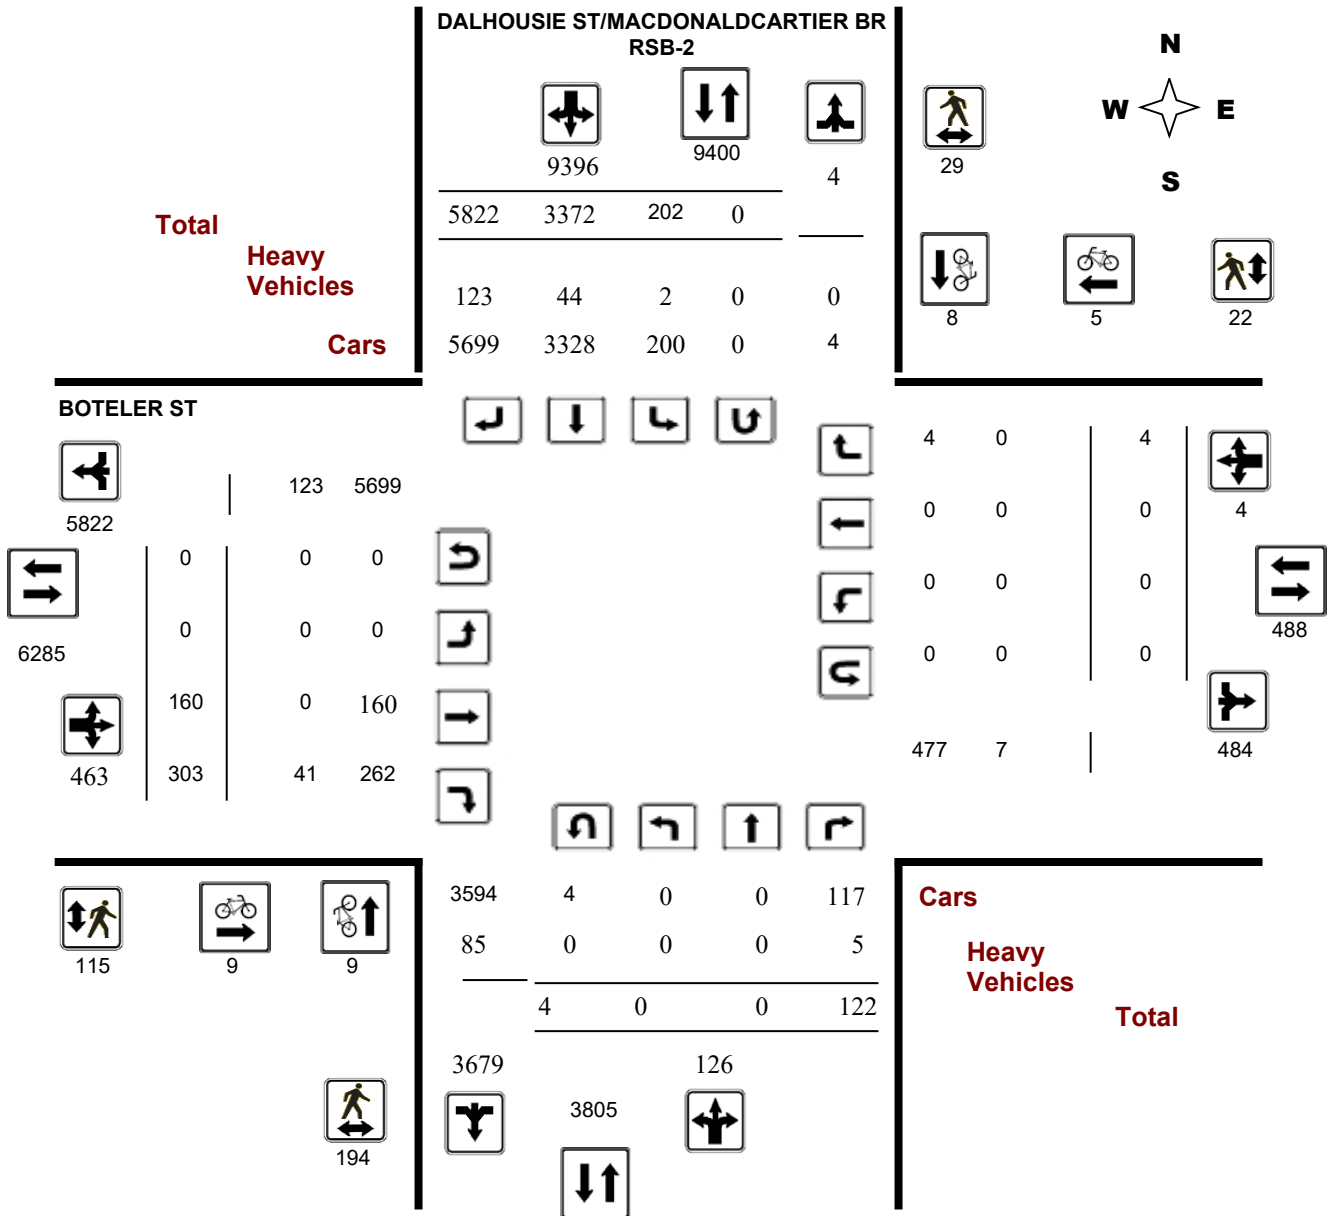 DALHOUSIE ST/MACDONALDCARTIER BR
RSB-2
N
W E
S
9396
9400
4
29
5822 3372 202 0
Total
Heavy
Vehicles
123 44 2 0 0
8 5 22
Cars
5699 3328 200 0 4
BOTELER ST
4 0 4
123 5699
5822
0 0 0
4
0 0 0
0 0 0
488
0 0 0
6285
0 0 0
160 0 160
477 7
484
463
303 41 262
3594 4 0 0 117
Cars
85 0 0 0 5
Heavy
Vehicles
115 9 9
4 0 0 122
Total
3679
126
3805
194